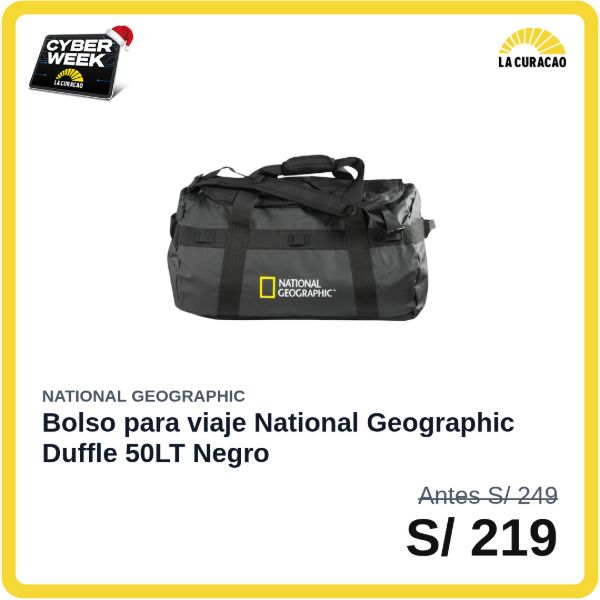 CYBER
WEEK
LA CURACAO
LA CURACAO
NATIONAL
GEOGRAPHIC™
NATIONAL GEOGRAPHIC
Bolso para viaje National Geographic
Duffle 50LT Negro
Antes S/ 249
S/ 219